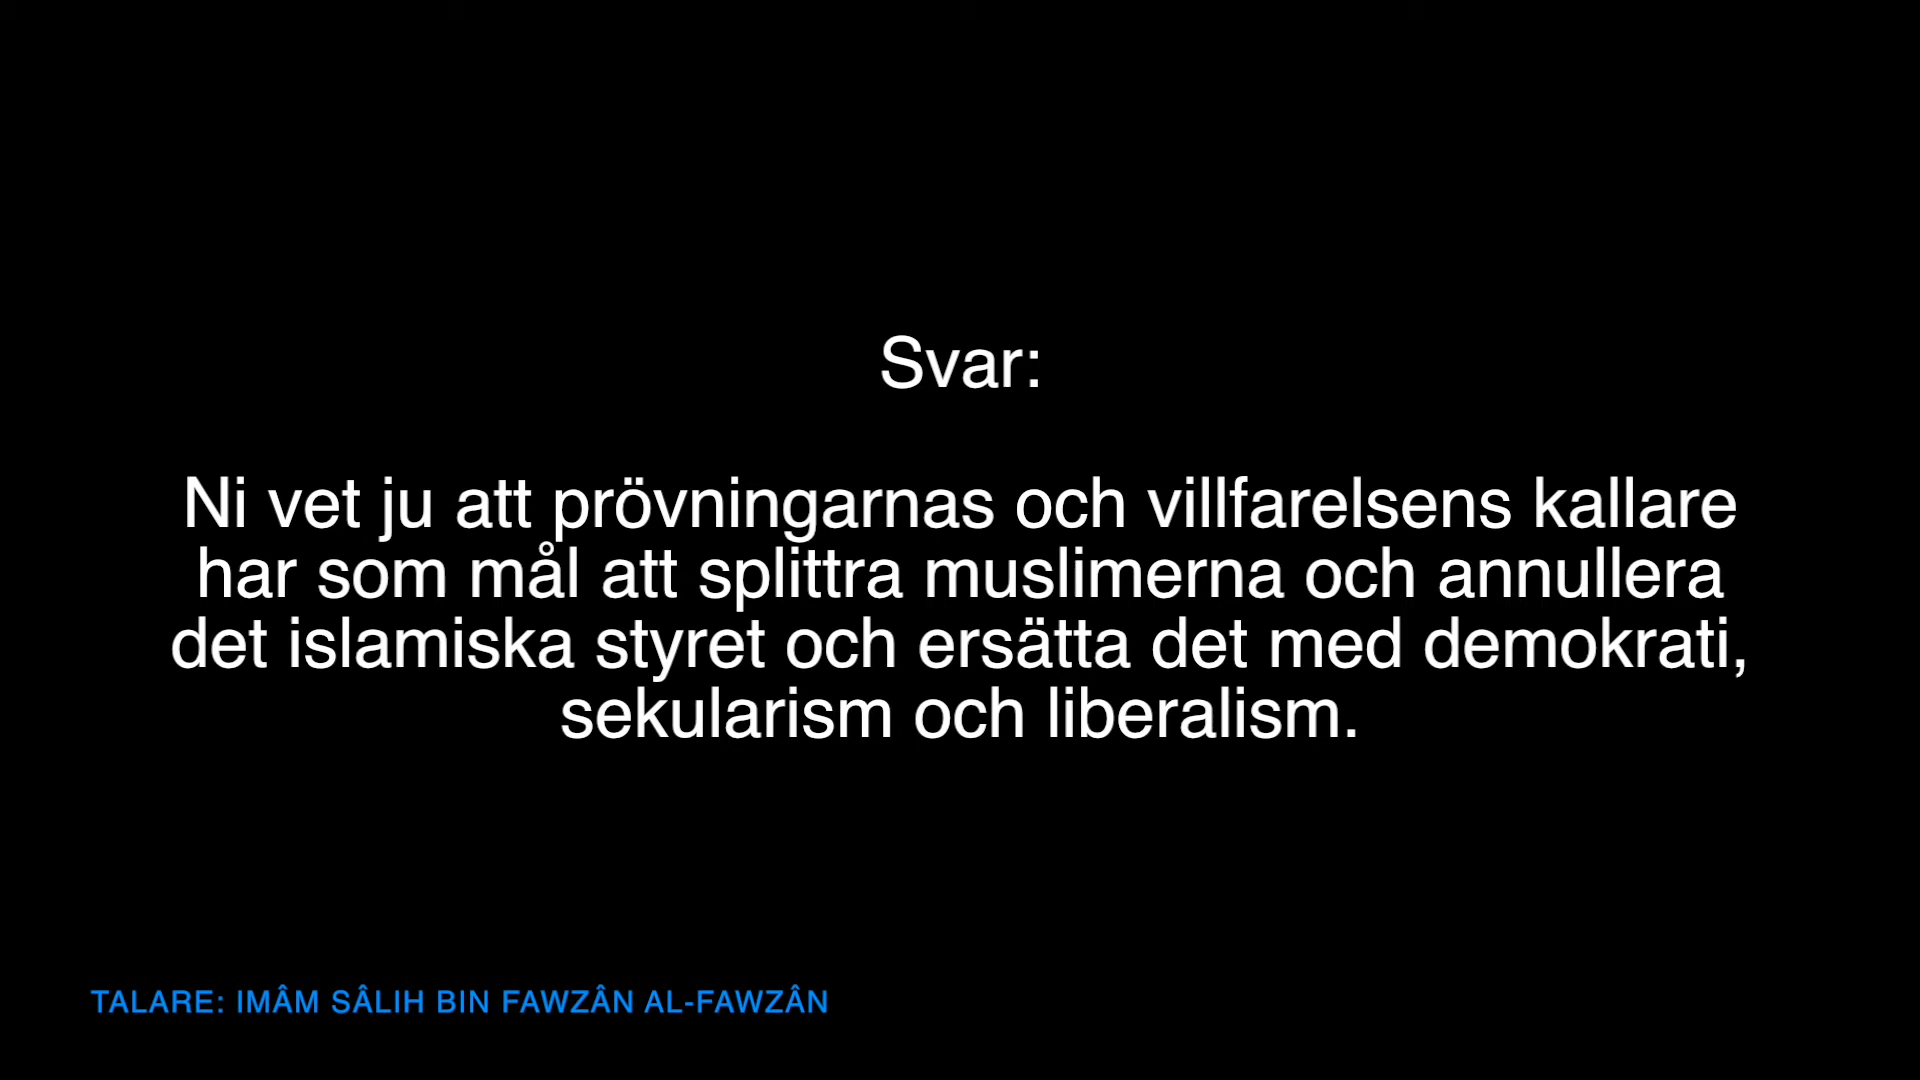 Svar:
Ni vet ju att prövningarnas och villfarelsens kallare
har som mål att splittra muslimerna och annullera
det islamiska styret och ersätta det med demokrati,
sekularism och liberalism.
TALARE: IMÂM SÂLIH BIN FAWZÂN AL-FAWZÂN